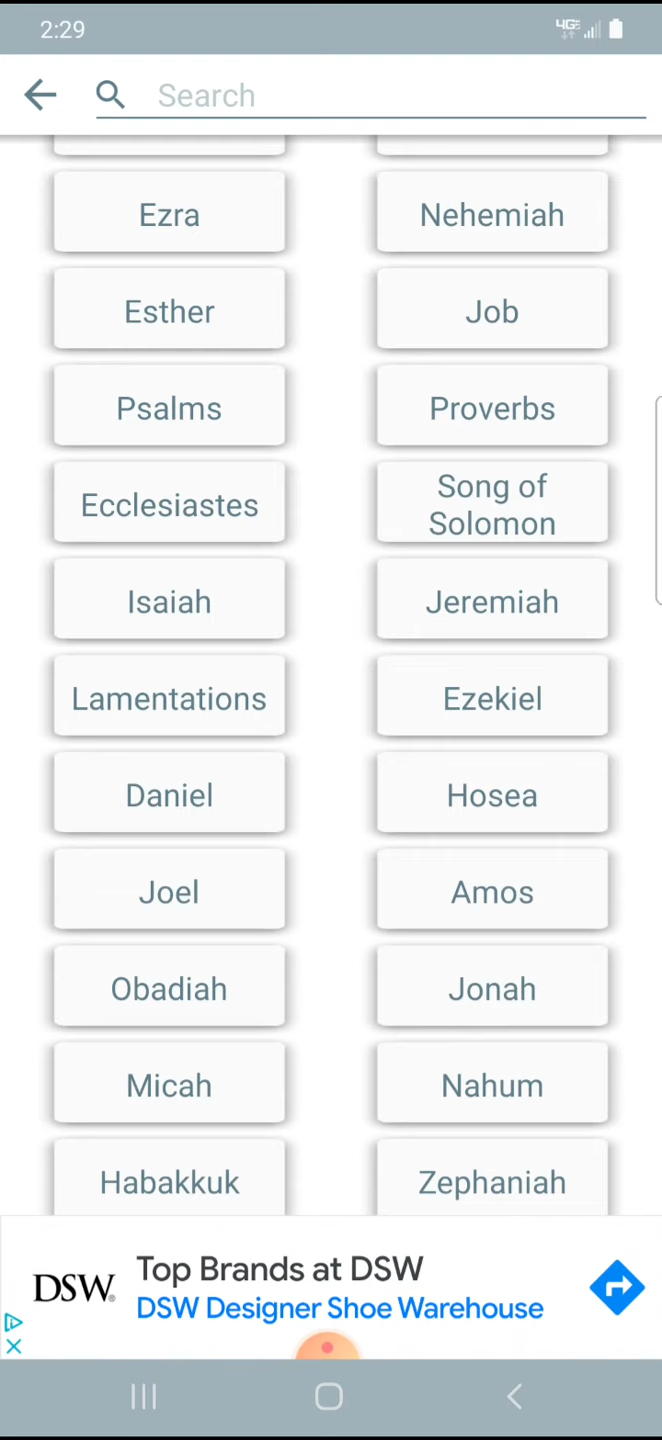 2:29
4GE
Search
Ezra
Nehemiah
Esther
Job
Psalms
Proverbs
Ecclesiastes
Song of
Solomon
Isaiah
Jeremiah
Lamentations
Ezekiel
Daniel
Hosea
Joel
Amos
Obadiah
Jonah
Micah
Nahum
Habakkuk
Zephaniah
DSW
Top Brands at DSW
DSW Designer Shoe Warehouse